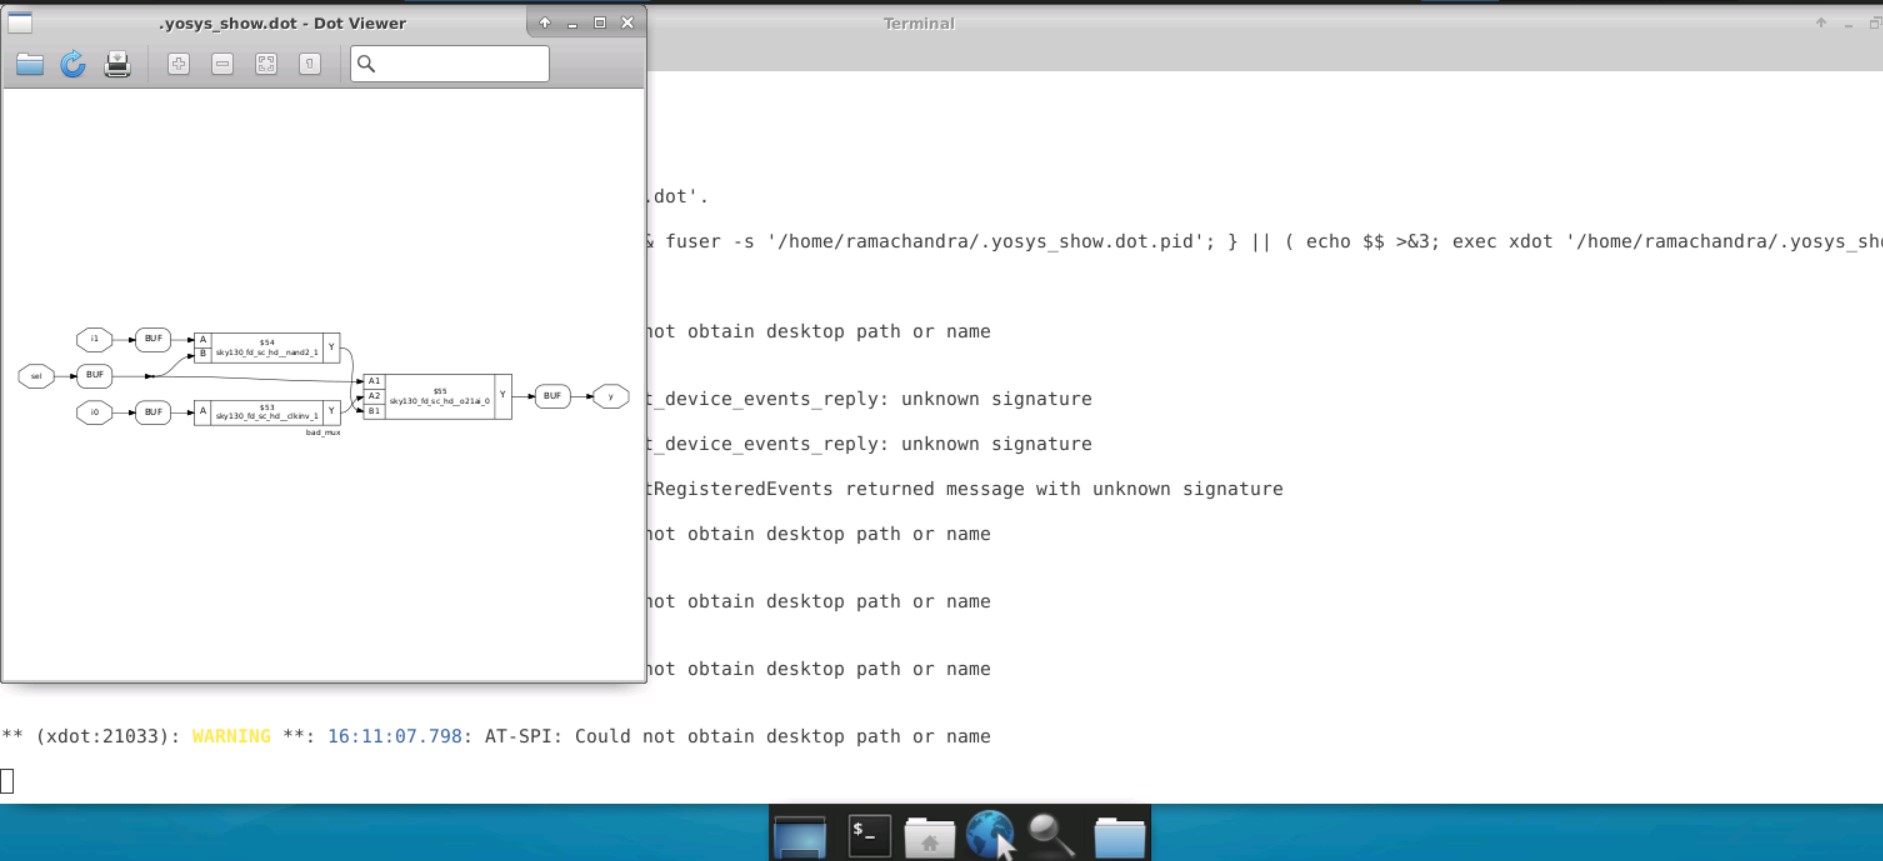 .yosys_show.dot - Dot Viewer
Terminal
.dot'.
& fuser -s '/home/ramachandra/.yosys_show.dot.pid'; } || ( echo $$ >&3; exec xdot '/home/ramachandra/.yosys_sho
not obtain desktop path or name
t_device_events_reply: unknown signature
t_device_events_reply: unknown signature
tRegisteredEvents returned message with unknown signature
not obtain desktop path or name
not obtain desktop path or name
not obtain desktop path or name
** (xdot:21033): WARNING **: 16:11:07.798: AT-SPI: Could not obtain desktop path or name
i1
BUF
A
B
$54
sky130_fd_sc_hd__nand2_1
Y
sel
BUF
i0
BUF
A
$53
sky130_fd_sc_hd__clkinv_1
Y
bad_mux
A1
A2
B1
$55
sky130_fd_sc_hd__o21ai_0
Y
BUF
y
$_